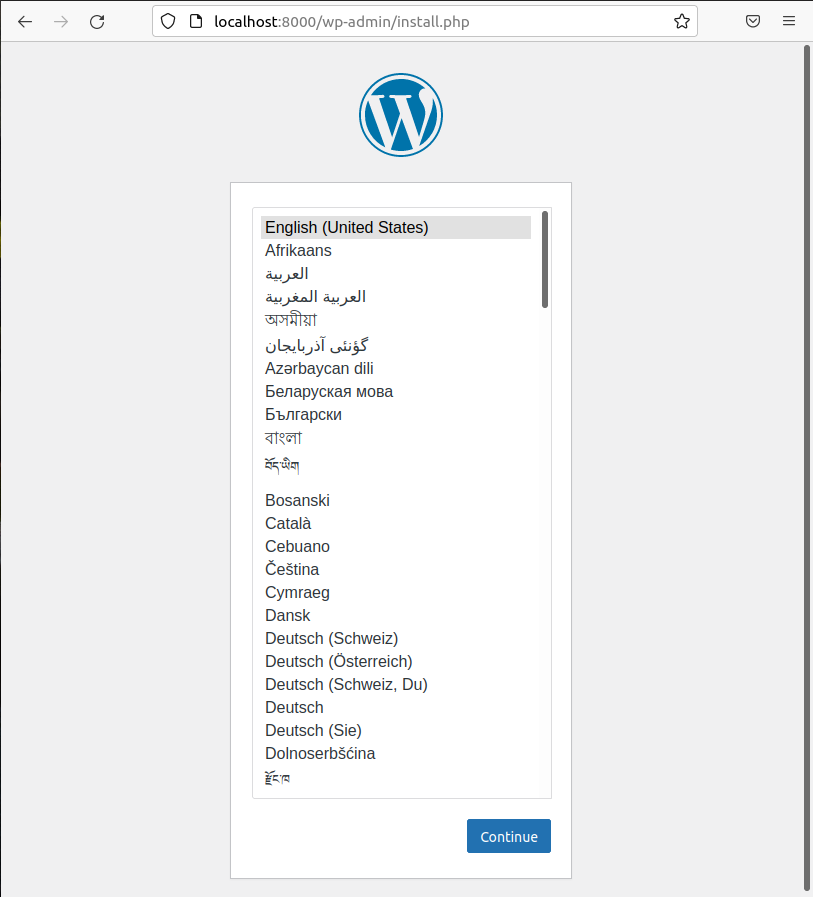 localhost:8000/wp-admin/install.php
English (United States)
Afrikaans
العربية
العربية المغربية
অসমীয়া
گؤنئی آذربایجان
Azərbaycan dili
Беларуская мова
Български
বাংলা
བོད་ཡིག
Bosanski
Català
Cebuano
Čeština
Cymraeg
Dansk
Deutsch (Schweiz)
Deutsch (Österreich)
Deutsch (Schweiz, Du)
Deutsch
Deutsch (Sie)
Dolnoserbšćina
རྫོང་ཁ
Continue